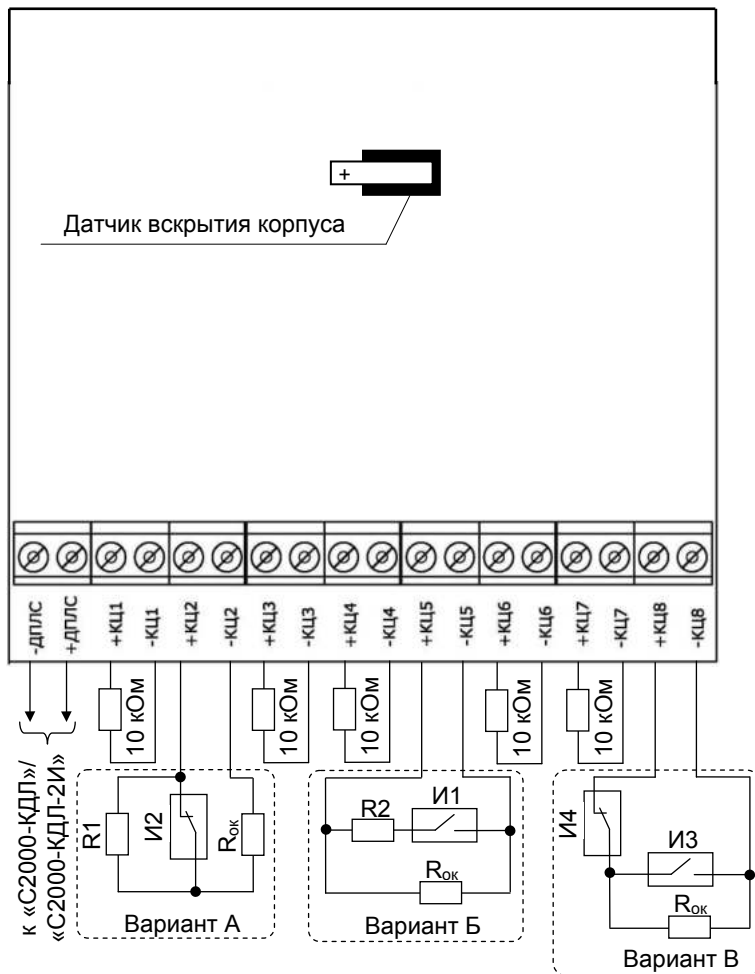 +
Датчик вскрытия корпуса
-ДПЛС
+ДПЛС
+КЦ1
-КЦ1
+КЦ2
-КЦ2
+КЦ3
-КЦ3
+КЦ4
-КЦ4
+КЦ5
-КЦ5
+КЦ6
-КЦ6
+КЦ7
-КЦ7
+КЦ8
-КЦ8
10 кОм
10 кОм
10 кОм
10 кОм
10 кОм
к «С2000-КДЛ»/
«С2000-КДЛ-2И»
R1
И2
Rок
Вариант А
R2
И1
Rок
Вариант Б
И4
И3
Rок
Вариант В